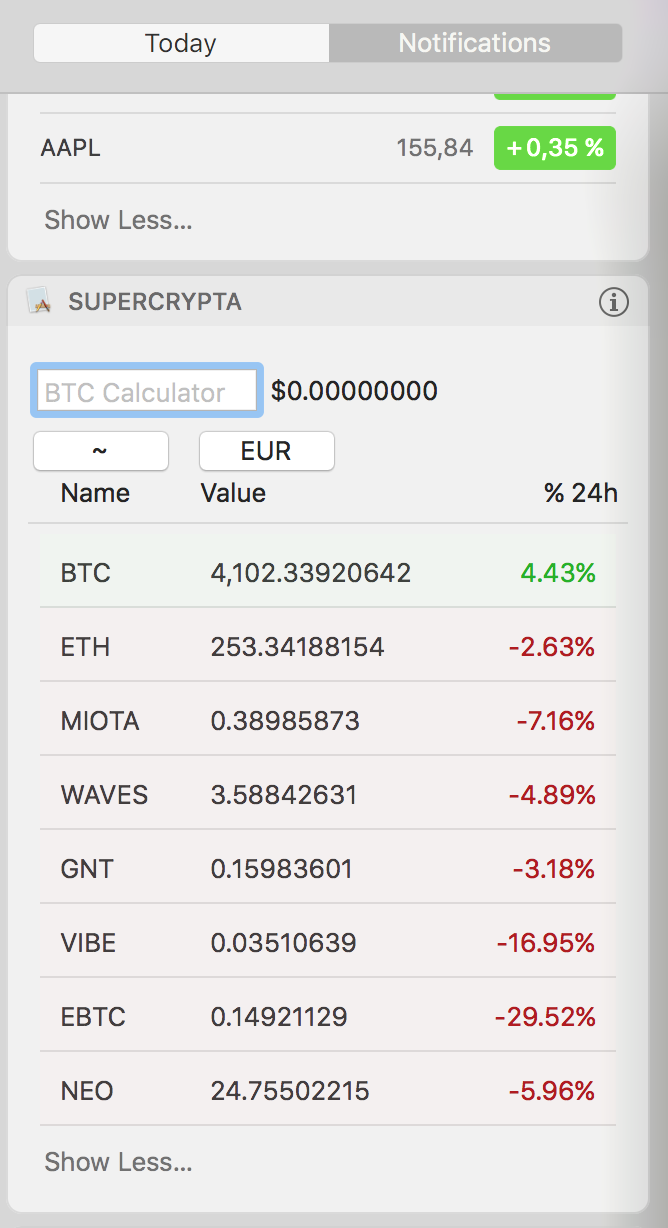 Today Notifications
AAPL 155,84 +0,35 %
Show Less...
SUPERCRYPTA
BTC Calculator $0.00000000
~ EUR
Name Value % 24h
BTC 4,102.33920642 4.43%
ETH 253.34188154 -2.63%
MIOTA 0.38985873 -7.16%
WAVES 3.58842631 -4.89%
GNT 0.15983601 -3.18%
VIBE 0.03510639 -16.95%
EBTC 0.14921129 -29.52%
NEO 24.75502215 -5.96%
Show Less...